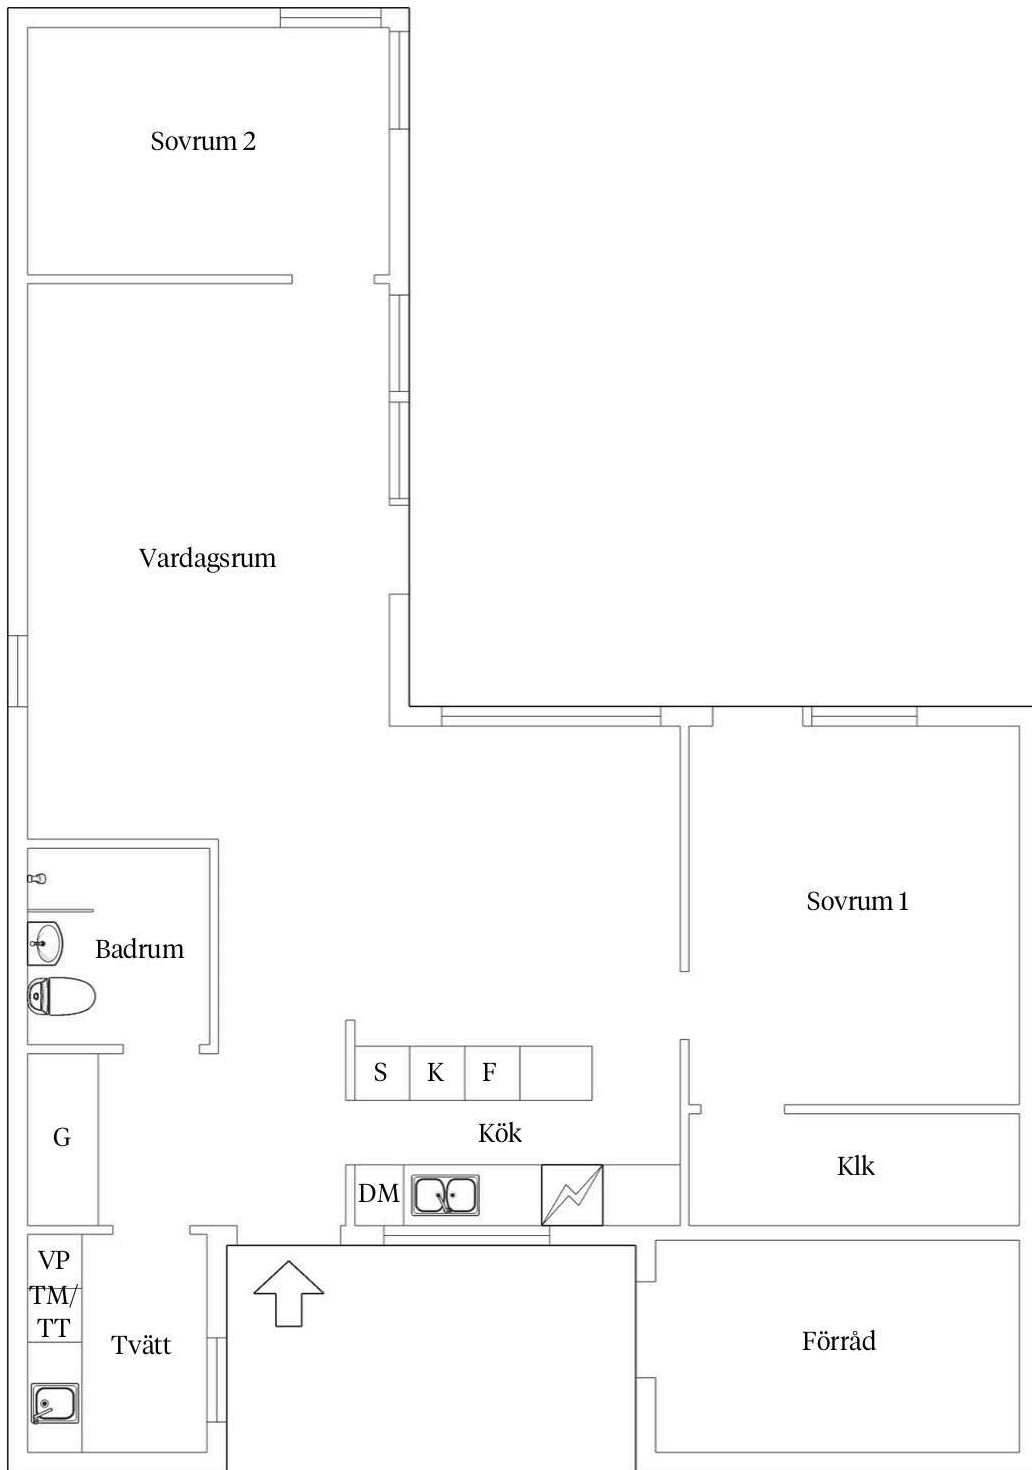 Sovrum 2
Vardagsrum
Sovrum 1
Badrum
S K F
Kök
G
Klk
DM
VP
TM/
TT
Tvätt
Förråd